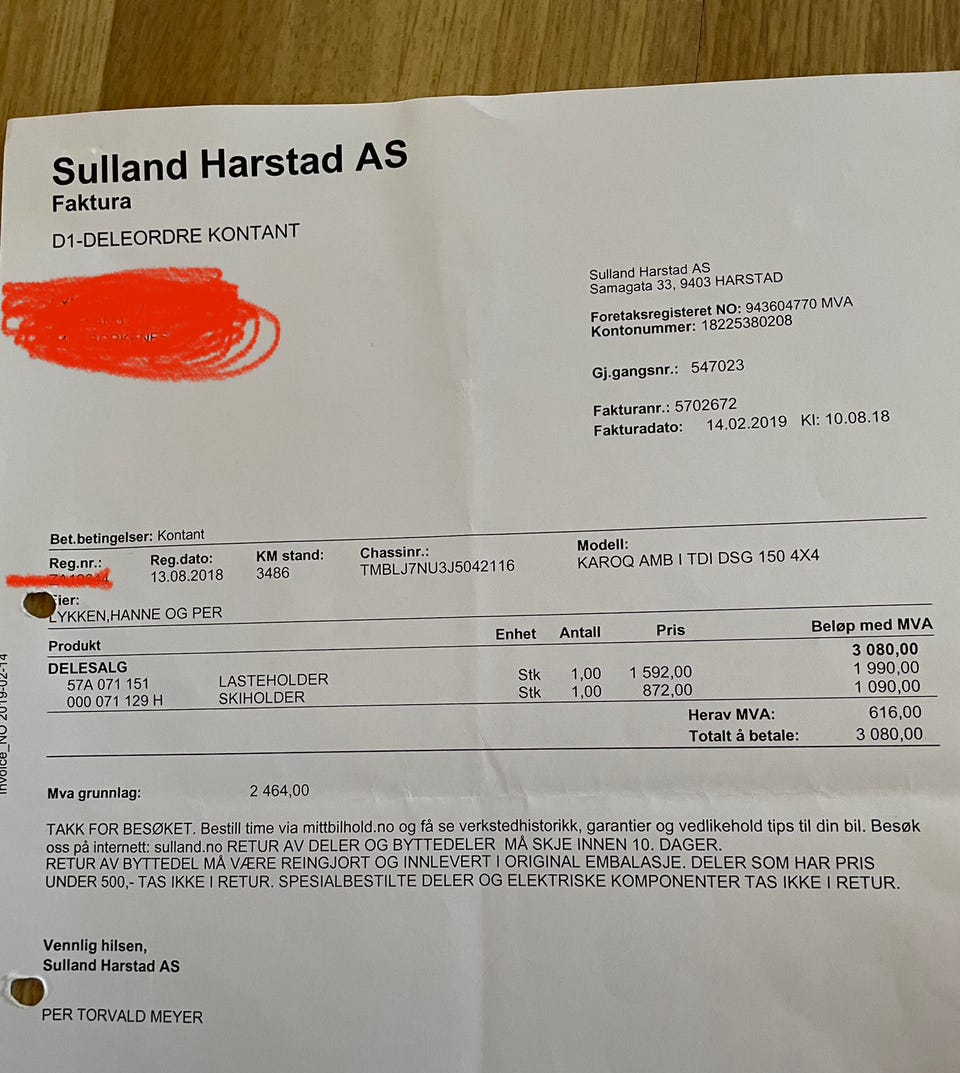 Sulland Harstad AS
Faktura
D1-DELEORDRE KONTANT
Sulland Harstad AS
Samagata 33, 9403 HARSTAD
Foretaksregisteret NO: 943604770 MVA
Kontonummer: 18225380208
Gj.gangsnr.: 547023
Fakturanr.: 5702672
Fakturadato: 14.02.2019 Kl: 10.08.18
Bet.betingelser: Kontant
Reg.nr.: Reg.dato: KM stand: Chassinr.: Modell:
13.08.2018 3486 TMBLJ7NU3J5042116 KAROQ AMB I TDI DSG 150 4X4
Eier:
LYKKEN,HANNE OG PER
Produkt Enhet Antall Pris Beløp med MVA
DELESALG 3 080,00
57A 071 151 LASTEHOLDER Stk 1,00 1 592,00 1 990,00
000 071 129 H SKIHOLDER Stk 1,00 872,00 1 090,00
Herav MVA: 616,00
Totalt å betale: 3 080,00
Mva grunnlag: 2 464,00
TAKK FOR BESØKET. Bestill time via mittbilhold.no og få se verkstedhistorikk, garantier og vedlikehold tips til din bil. Besøk
oss på internett: sulland.no RETUR AV DELER OG BYTTEDELER MÅ SKJE INNEN 10. DAGER.
RETUR AV BYTTEDEL MÅ VÆRE REINGJORT OG INNLEVERT I ORIGINAL EMBALASJE. DELER SOM HAR PRIS
UNDER 500,- TAS IKKE I RETUR. SPESIALBESTILTE DELER OG ELEKTRISKE KOMPONENTER TAS IKKE I RETUR.
Vennlig hilsen,
Sulland Harstad AS
PER TORVALD MEYER
Invoice_NO 2019-02-14